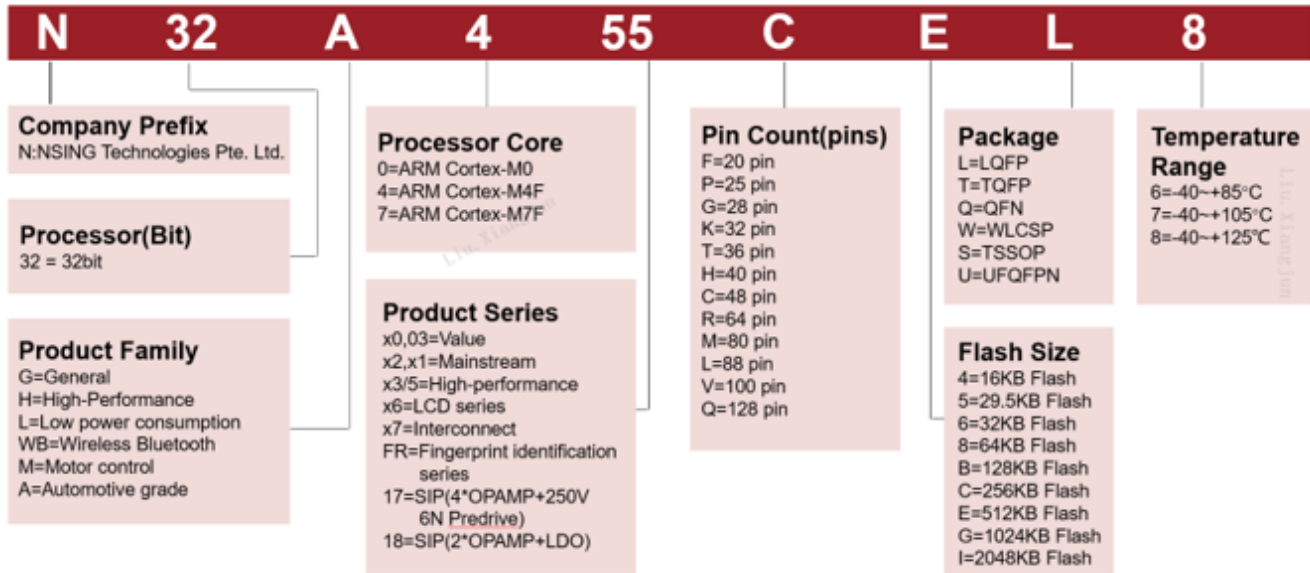 N 32 A 4 55 C E L 8
Company Prefix
N:NSING Technologies Pte. Ltd.
Processor(Bit)
32 = 32bit
Product Family
G=General
H=High-Performance
L=Low power consumption
WB=Wireless Bluetooth
M=Motor control
A=Automotive grade
Processor Core
0=ARM Cortex-M0
4=ARM Cortex-M4F
7=ARM Cortex-M7F
Liu.Xiangjun
Product Series
x0,03=Value
x2,x1=Mainstream
x3/5=High-performance
x6=LCD series
x7=Interconnect
FR=Fingerprint identification
series
17=SIP(4*OPAMP+250V
6N Predrive)
18=SIP(2*OPAMP+LDO)
Pin Count(pins)
F=20 pin
P=25 pin
G=28 pin
K=32 pin
T=36 pin
H=40 pin
C=48 pin
R=64 pin
M=80 pin
L=88 pin
V=100 pin
Q=128 pin
Package
L=LQFP
T=TQFP
Q=QFN
W=WLCSP
S=TSSOP
U=UFQFPN
Flash Size
4=16KB Flash
5=29.5KB Flash
6=32KB Flash
8=64KB Flash
B=128KB Flash
C=256KB Flash
E=512KB Flash
G=1024KB Flash
I=2048KB Flash
Temperature
Range
6=-40~+85°C
7=-40~+105°C
8=-40~+125℃
Liu.Xiangjun